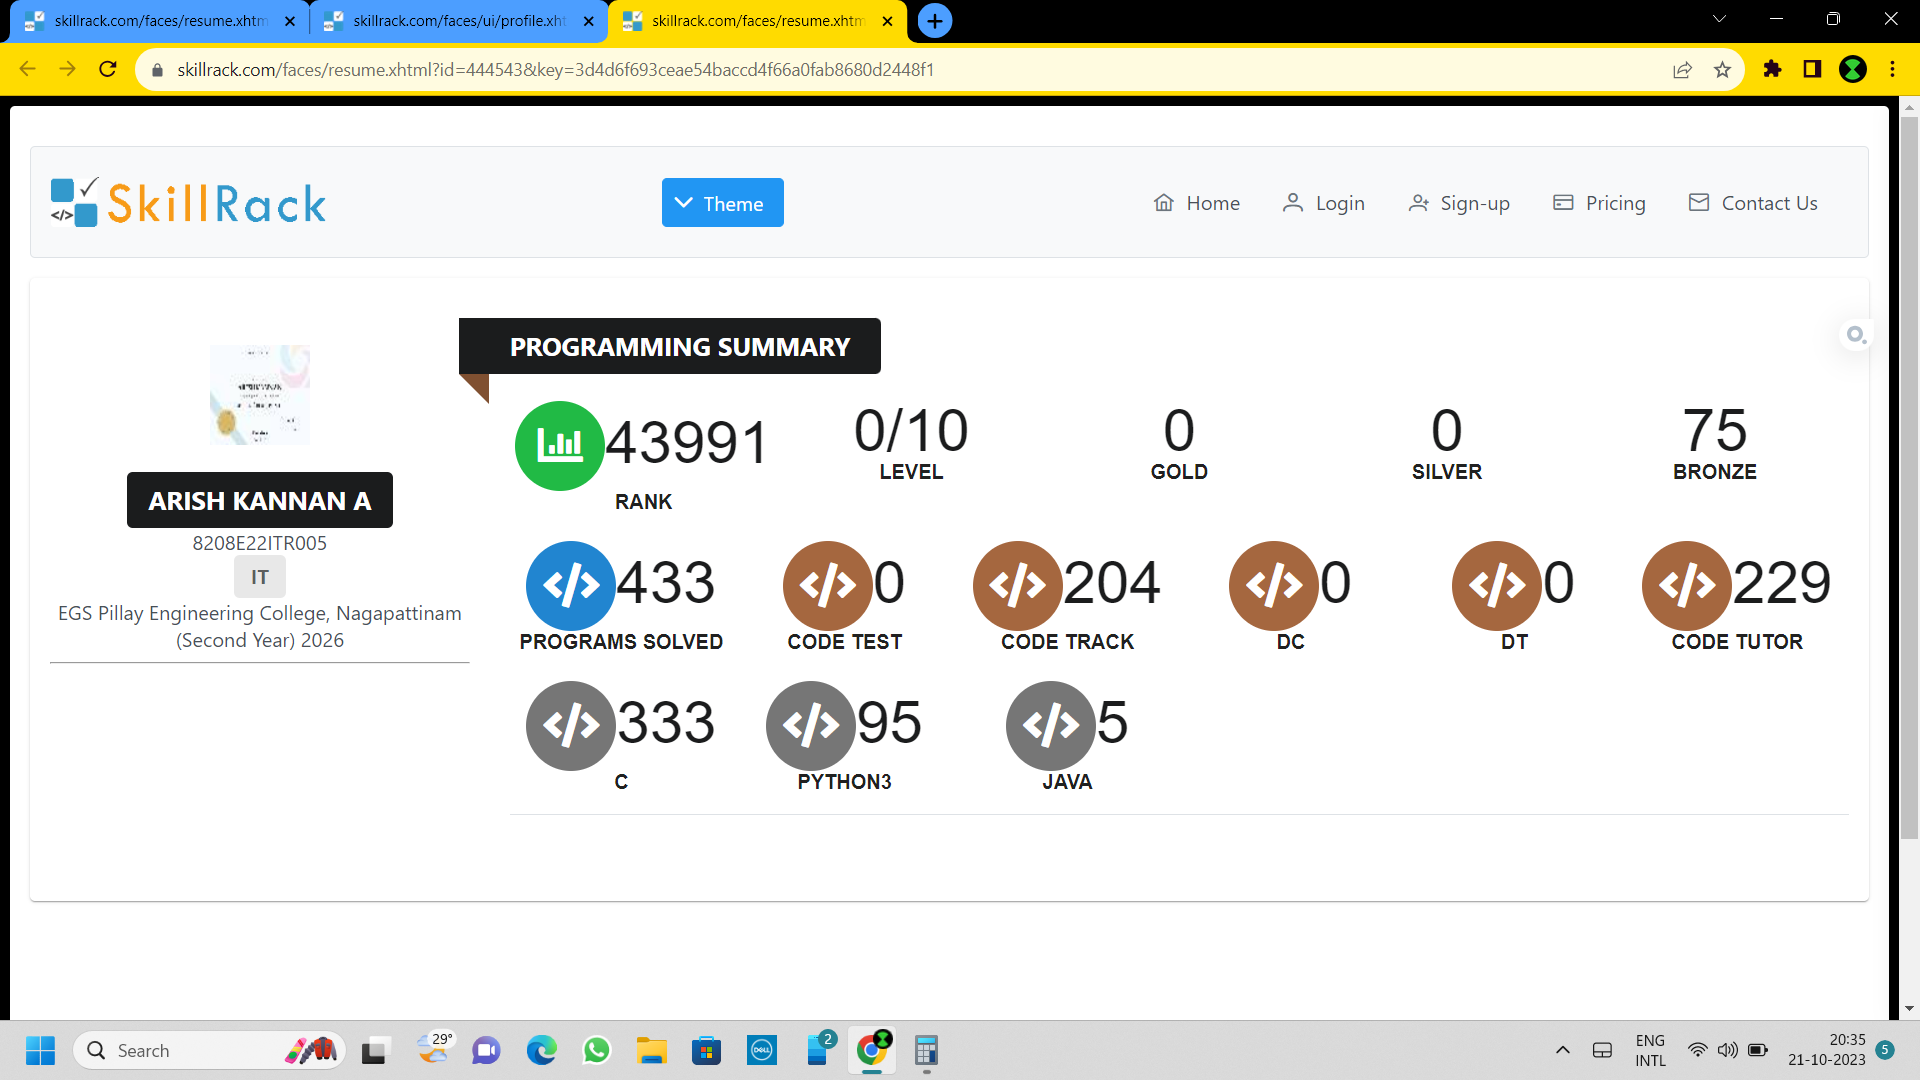 skillrack.com/faces/resume.xhtm
skillrack.com/faces/ui/profile.xht
skillrack.com/faces/resume.xhtm
skillrack.com/faces/resume.xhtml?id=444543&key=3d4d6f693ceae54baccd4f66a0fab8680d2448f1
SkillRack
Theme
Home
Login
Sign-up
Pricing
Contact Us
ARISH KANNAN A
8208E22ITR005
IT
EGS Pillay Engineering College, Nagapattinam
(Second Year) 2026
PROGRAMMING SUMMARY
43991
RANK
0/10
LEVEL
0
GOLD
0
SILVER
75
BRONZE
433
PROGRAMS SOLVED
0
CODE TEST
204
CODE TRACK
0
DC
0
DT
229
CODE TUTOR
333
C
95
PYTHON3
5
JAVA
Search
29°
DELL
2
ENG
INTL
20:35
21-10-2023
5